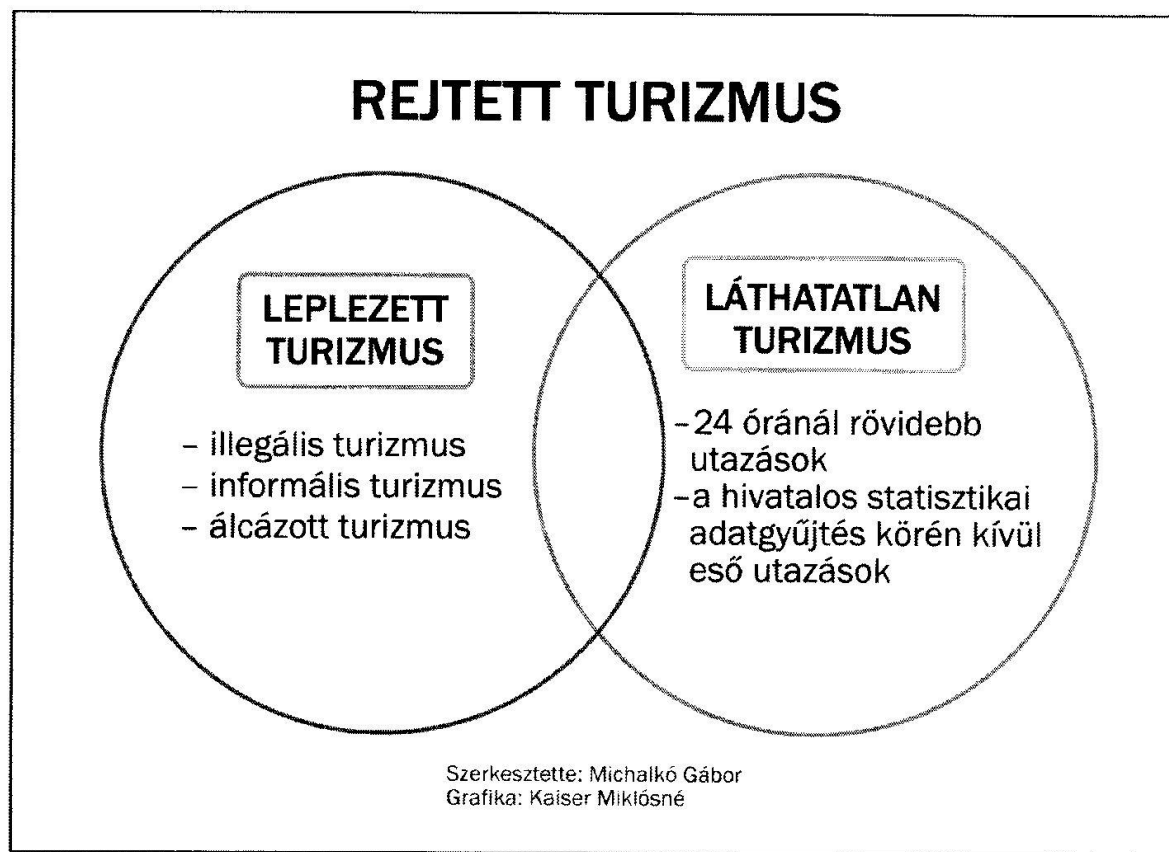 REJTETT TURIZMUS
LEPLEZETT
TURIZMUS
– illegális turizmus
– informális turizmus
– álcázott turizmus
LÁTHATATLAN
TURIZMUS
–24 óránál rövidebb
utazások
–a hivatalos statisztikai
adatgyűjtés körén kívül
eső utazások
Szerkesztette: Michalkó Gábor
Grafika: Kaiser Miklósné